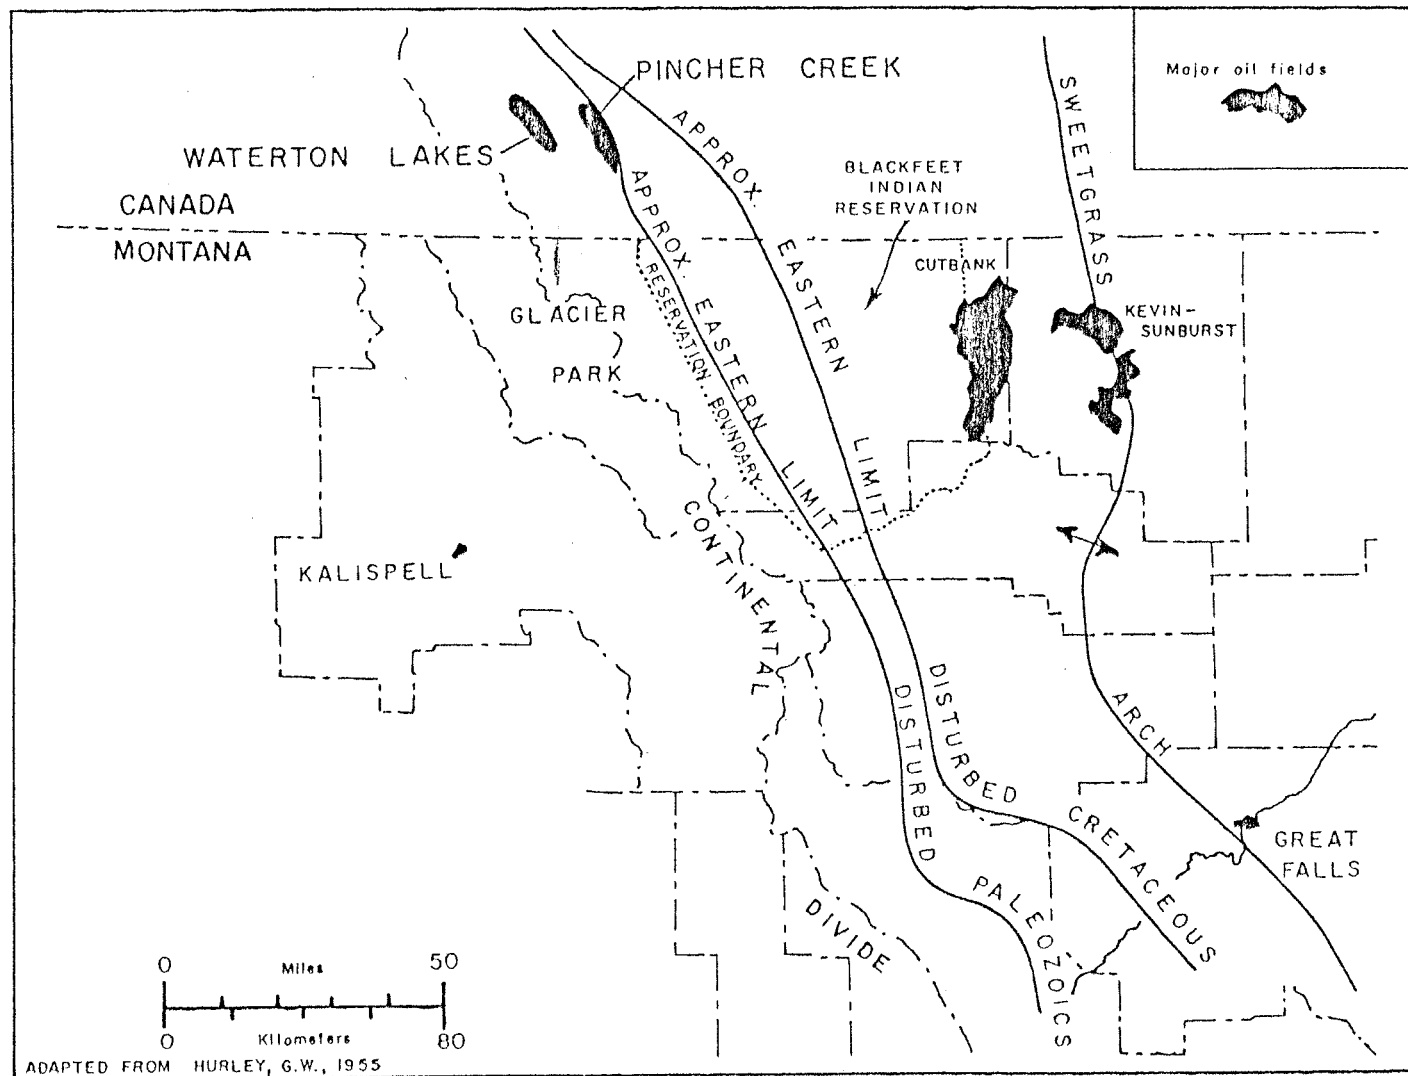 Major oil fields
PINCHER CREEK
WATERTON LAKES
SWEETGRASS
ARCH
BLACKFEET
INDIAN
RESERVATION
CANADA
MONTANA
APPROX. EASTERN LIMIT DISTURBED CRETACEOUS
APPROX. EASTERN LIMIT DISTURBED PALEOZOICS
RESERVATION BOUNDARY
CUTBANK
KEVIN-
SUNBURST
GLACIER
PARK
KALISPELL
CONTINENTAL
DIVIDE
GREAT
FALLS
0 Miles 50
0 Kilometers 80
ADAPTED FROM HURLEY, G.W., 1955